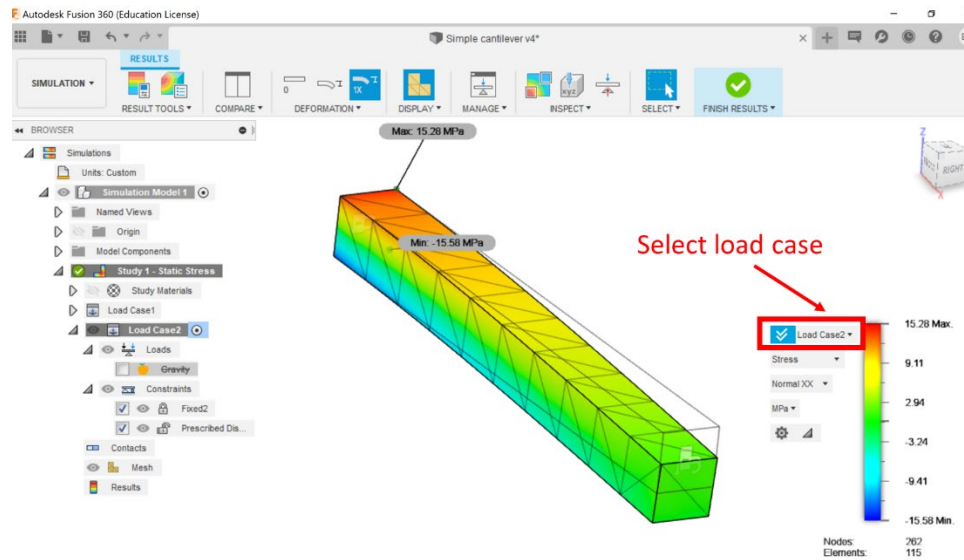 Autodesk Fusion 360 (Education License)
Simple cantilever v4*
RESULTS
SIMULATION
RESULT TOOLS
COMPARE
0
1X
DEFORMATION
DISPLAY
MANAGE
xyz
INSPECT
SELECT
FINISH RESULTS
BROWSER
Max: 15.28 MPa
Z
RIGHT
X
Simulations
Units: Custom
Simulation Model 1
Named Views
Origin
Model Components
Study 1 - Static Stress
Study Materials
Load Case1
Load Case2
Loads
Gravity
Constraints
Fixed2
Prescribed Dis...
Contacts
Mesh
Results
Min: -15.58 MPa
Select load case
Load Case2
Stress
Normal XX
MPa
15.28 Max.
9.11
2.94
-3.24
-9.41
-15.58 Min.
Nodes: 262
Elements: 115